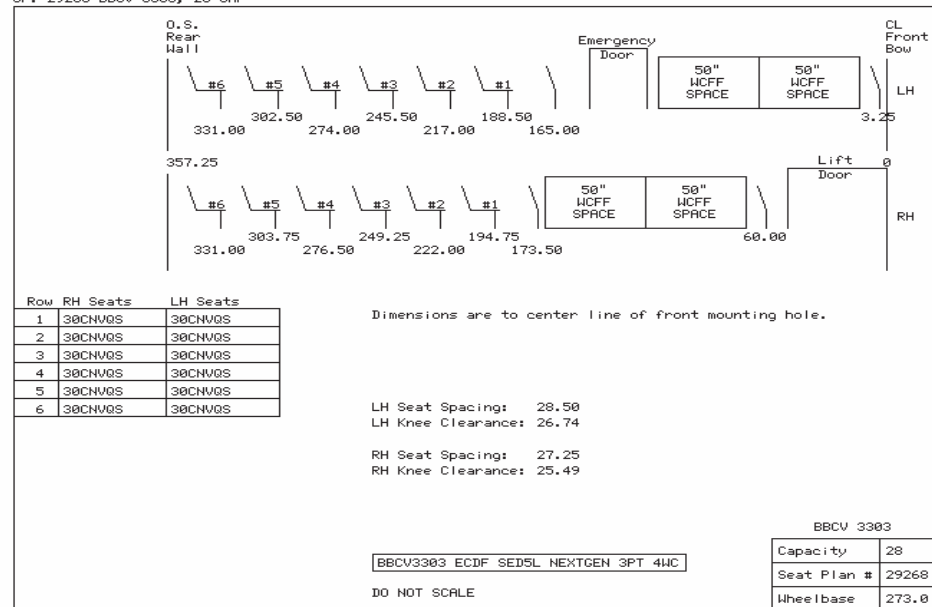 O.S.
Rear
Wall
Emergency
Door
CL
Front
Bow
50"
WCFF
SPACE
50"
WCFF
SPACE
LH
#6 #5 #4 #3 #2 #1
302.50 245.50 188.50 3.25
331.00 274.00 217.00 165.00
357.25 Lift 0
Door
50"
WCFF
SPACE
50"
WCFF
SPACE
RH
#6 #5 #4 #3 #2 #1
303.75 249.25 194.75 60.00
331.00 276.50 222.00 173.50
Row RH Seats LH Seats
1 30CNVQS 30CNVQS
2 30CNVQS 30CNVQS
3 30CNVQS 30CNVQS
4 30CNVQS 30CNVQS
5 30CNVQS 30CNVQS
6 30CNVQS 30CNVQS
Dimensions are to center line of front mounting hole.
LH Seat Spacing: 28.50
LH Knee Clearance: 26.74
RH Seat Spacing: 27.25
RH Knee Clearance: 25.49
BBCV3303 ECDF SED5L NEXTGEN 3PT 4WC
DO NOT SCALE
BBCV 3303
Capacity 28
Seat Plan # 29268
Wheelbase 273.0